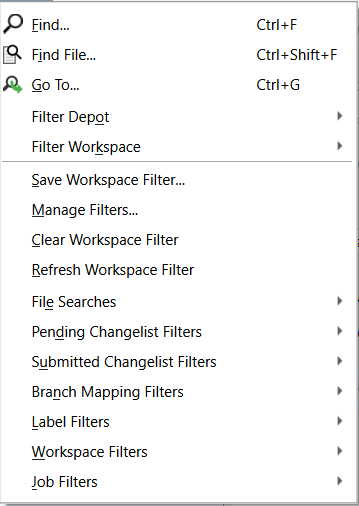 Find... Ctrl+F
Find File... Ctrl+Shift+F
Go To... Ctrl+G
Filter Depot
Filter Workspace
Save Workspace Filter...
Manage Filters...
Clear Workspace Filter
Refresh Workspace Filter
File Searches
Pending Changelist Filters
Submitted Changelist Filters
Branch Mapping Filters
Label Filters
Workspace Filters
Job Filters